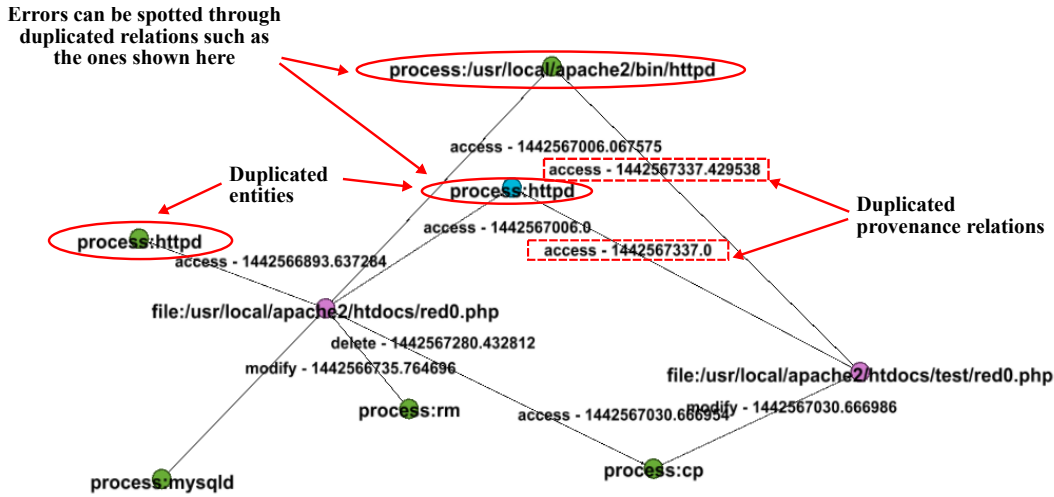 Errors can be spotted through
duplicated relations such as
the ones shown here
process:/usr/local/apache2/bin/httpd
access - 1442567006.067575
access - 1442567337.429538
Duplicated
entities
process:httpd
Duplicated
provenance relations
process:httpd
access - 1442567006.0
access - 1442567337.0
access - 1442566893.637284
file:/usr/local/apache2/htdocs/red0.php
delete - 1442567280.432812
modify - 1442566735.764696
file:/usr/local/apache2/htdocs/test/red0.php
process:rm
access - 1442567030.666954
modify - 1442567030.666986
process:cp
process:mysqld